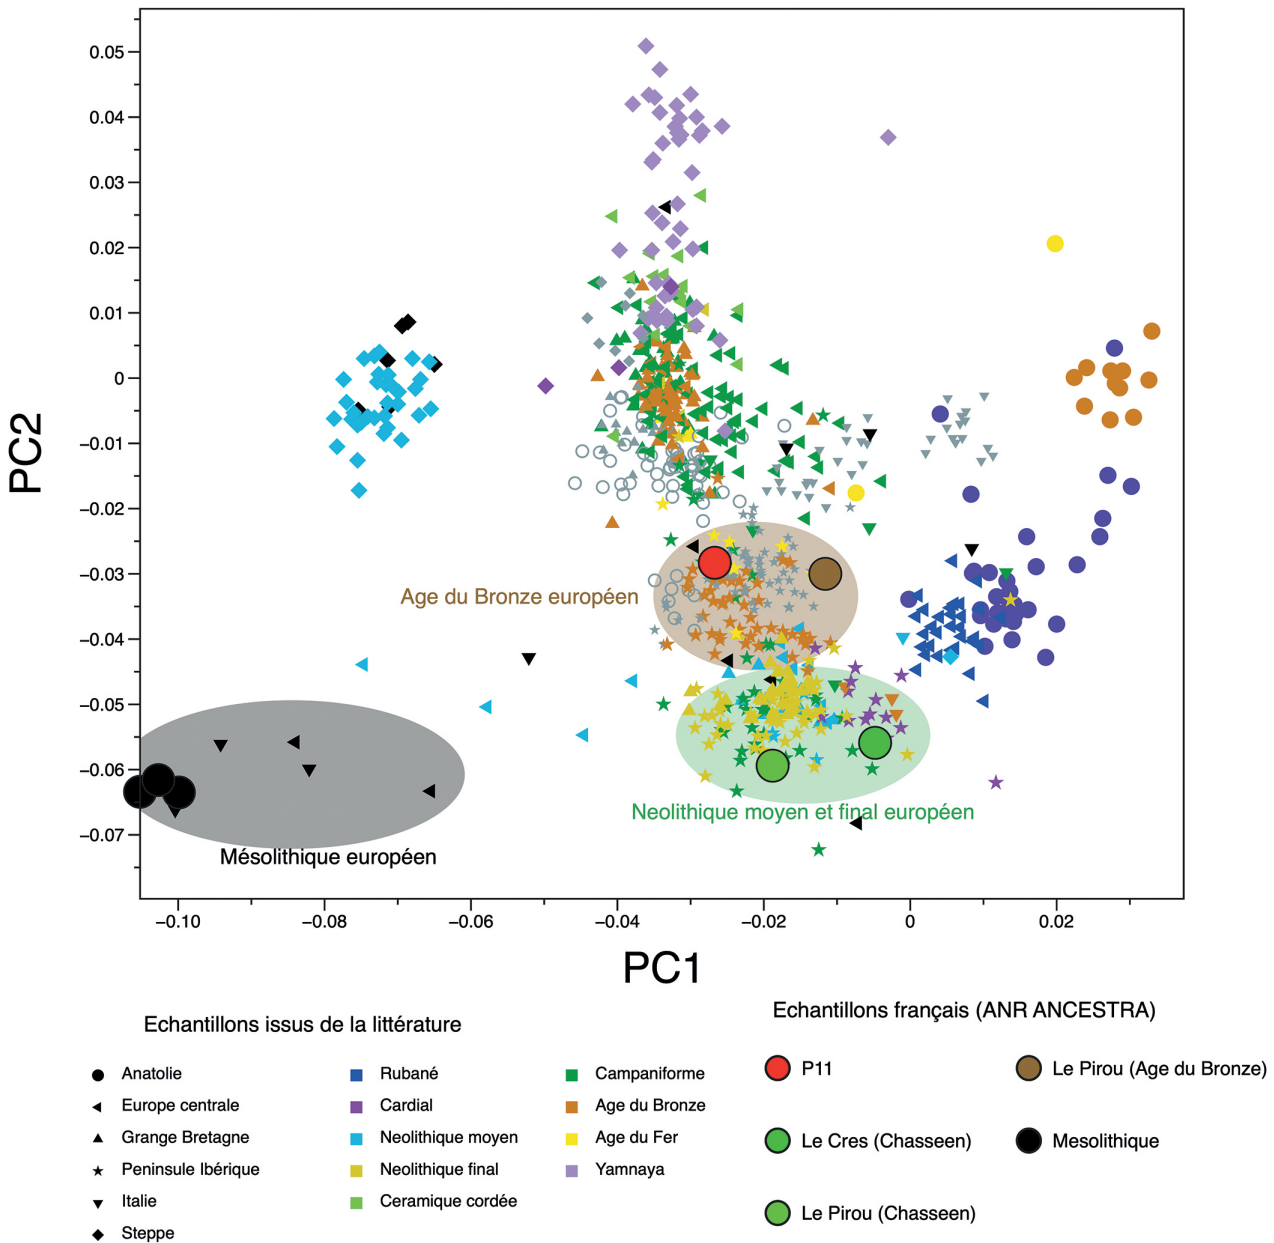 0.05
0.04
0.03
0.02
0.01
0
−0.01
−0.02
−0.03
−0.04
−0.05
−0.06
−0.07
PC2
Age du Bronze européen
Neolithique moyen et final européen
Mésolithique européen
−0.10
−0.08
−0.06
−0.04
−0.02
0
0.02
PC1
Echantillons issus de la littérature
Anatolie
Europe centrale
Grange Bretagne
Peninsule Ibérique
Italie
Steppe
Rubané
Cardial
Neolithique moyen
Neolithique final
Ceramique cordée
Campaniforme
Age du Bronze
Age du Fer
Yamnaya
Echantillons français (ANR ANCESTRA)
P11
Le Pirou (Age du Bronze)
Le Cres (Chasseen)
Mesolithique
Le Pirou (Chasseen)